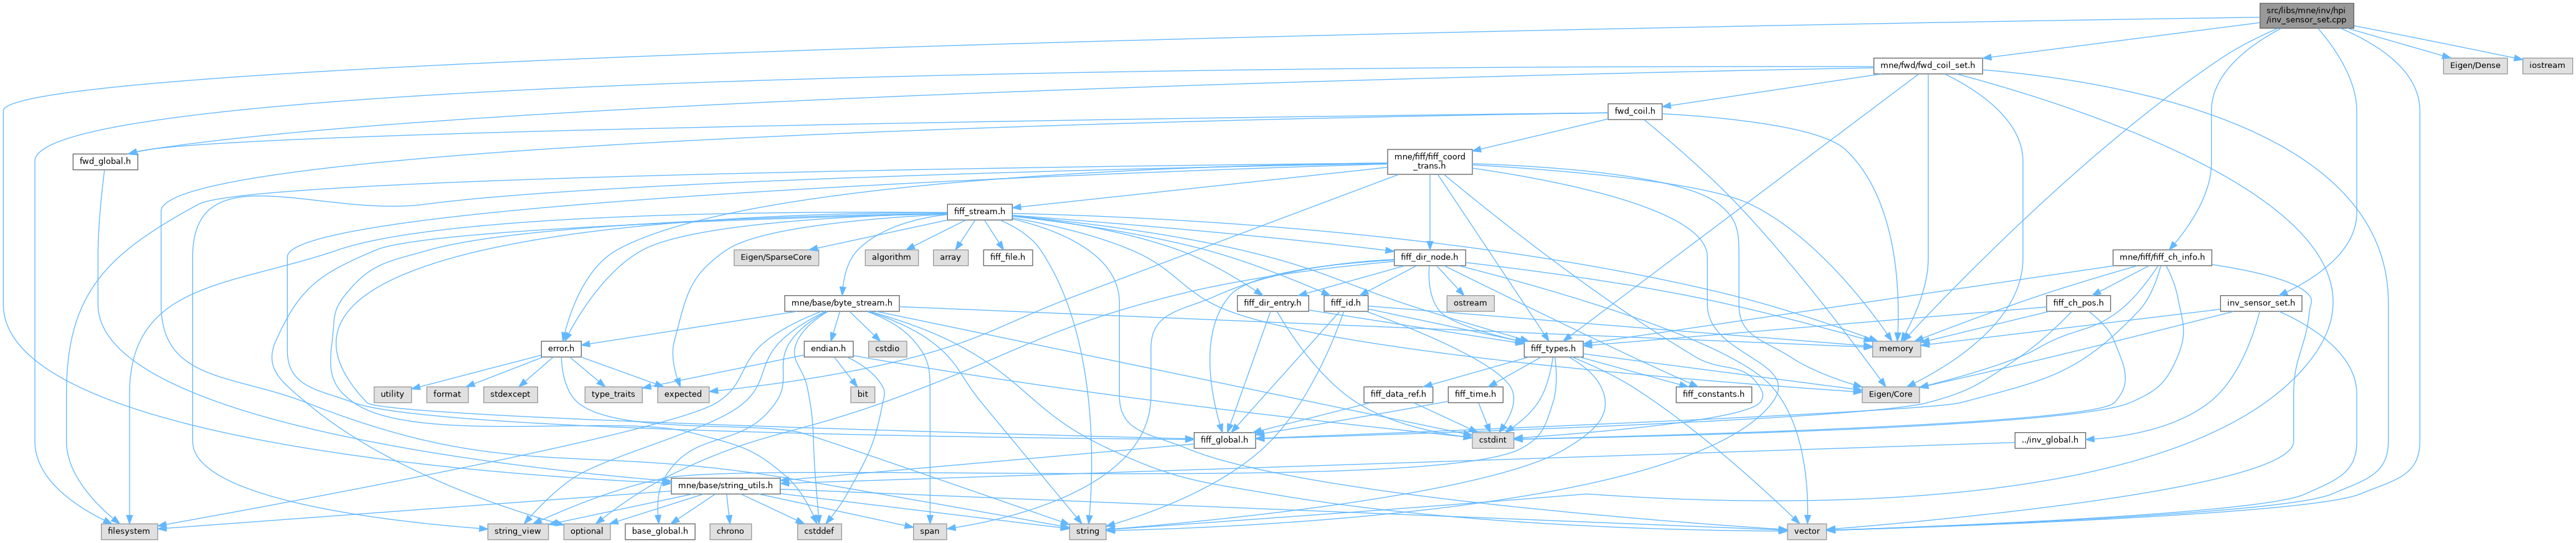 src/libs/mne/inv/hpi
/inv_sensor_set.cpp
mne/fwd/fwd_coil_set.h
Eigen/Dense
iostream
fwd_coil.h
fwd_global.h
mne/fiff/fiff_coord
_trans.h
fiff_stream.h
Eigen/SparseCore
algorithm
array
fiff_file.h
fiff_dir_node.h
mne/fiff/fiff_ch_info.h
mne/base/byte_stream.h
fiff_dir_entry.h
fiff_id.h
ostream
fiff_ch_pos.h
inv_sensor_set.h
error.h
endian.h
cstdio
fiff_types.h
memory
utility
format
stdexcept
type_traits
expected
bit
fiff_data_ref.h
fiff_time.h
fiff_constants.h
Eigen/Core
fiff_global.h
cstdint
../inv_global.h
mne/base/string_utils.h
filesystem
string_view
optional
base_global.h
chrono
cstddef
span
string
vector